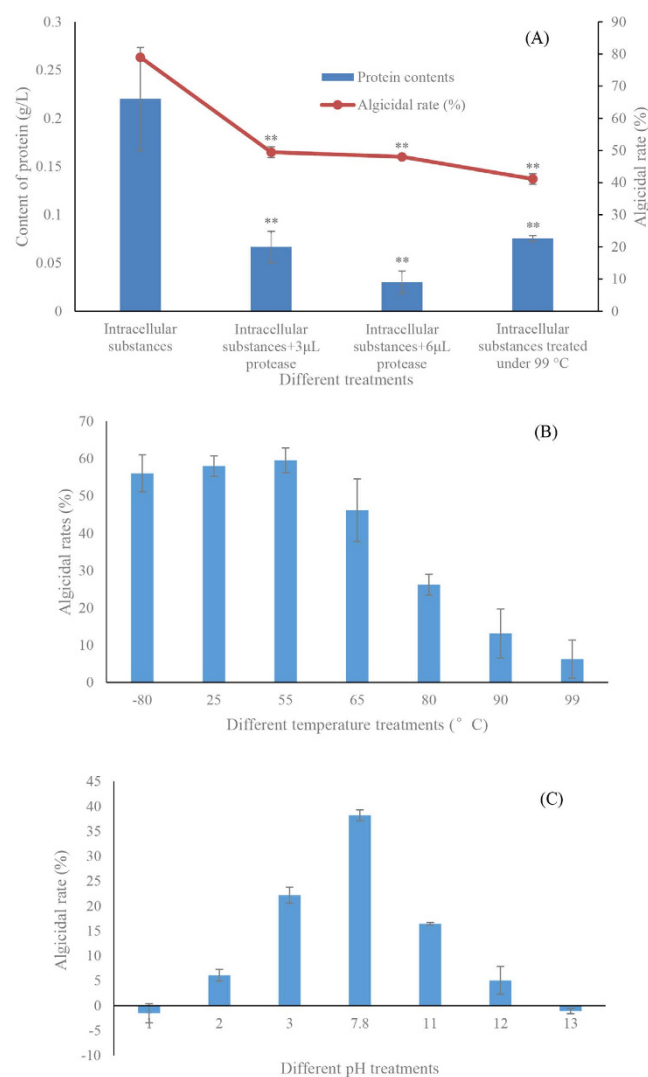 (A)
0.3
0.25
0.2
0.15
0.1
0.05
0
Content of protein (g/L)
90
80
70
60
50
40
30
20
10
0
Algicidal rate (%)
Protein contents
Algicidal rate (%)
**
**
**
**
**
**
Intracellular substances
Intracellular substances+3μL protease
Intracellular substances+6μL protease
Intracellular substances treated under 99 °C
Different treatments
(B)
70
60
50
40
30
20
10
0
Algicidal rates (%)
-80 25 55 65 80 90 99
Different temperature treatments (° C)
(C)
45
40
35
30
25
20
15
10
5
0
-5
-10
Algicidal rate (%)
1 2 3 7.8 11 12 13
Different pH treatments